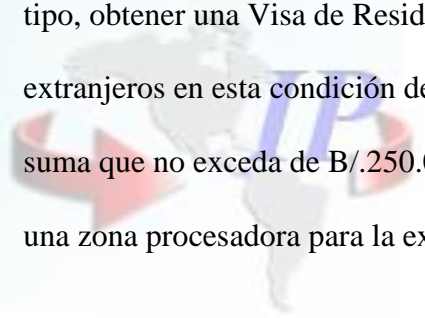 tipo, obtener una Visa de Resid
extranjeros en esta condición de
suma que no exceda de B/.250.
una zona procesadora para la ex
IP